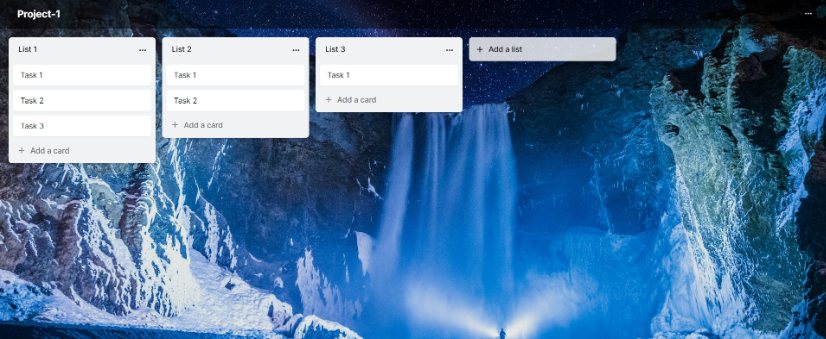 Project-1
List 1
Task 1
Task 2
Task 3
+ Add a card
List 2
Task 1
Task 2
+ Add a card
List 3
Task 1
+ Add a card
+ Add a list